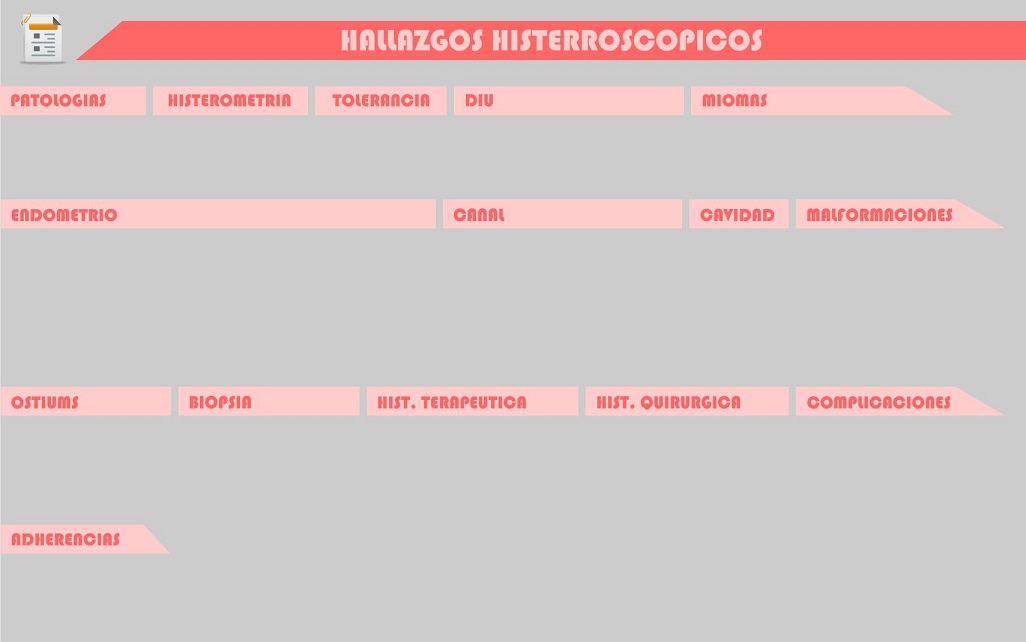 HALLAZGOS HISTERROSCOPICOS
PATOLOGIAS HISTEROMETRIA TOLERANCIA DIU MIOMAS
ENDOMETRIO CANAL CAVIDAD MALFORMACIONES
OSTIUMS BIOPSIA HIST. TERAPEUTICA HIST. QUIRURGICA COMPLICACIONES
ADHERENCIAS